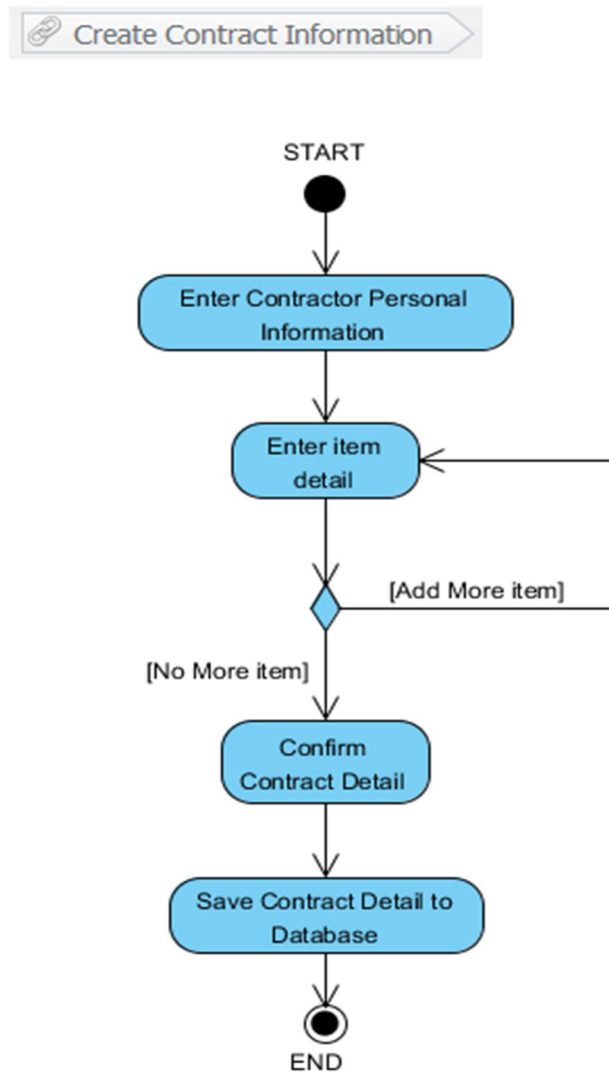 Create Contract Information
START
Enter Contractor Personal
Information
Enter item
detail
[Add More item]
[No More item]
Confirm
Contract Detail
Save Contract Detail to
Database
END